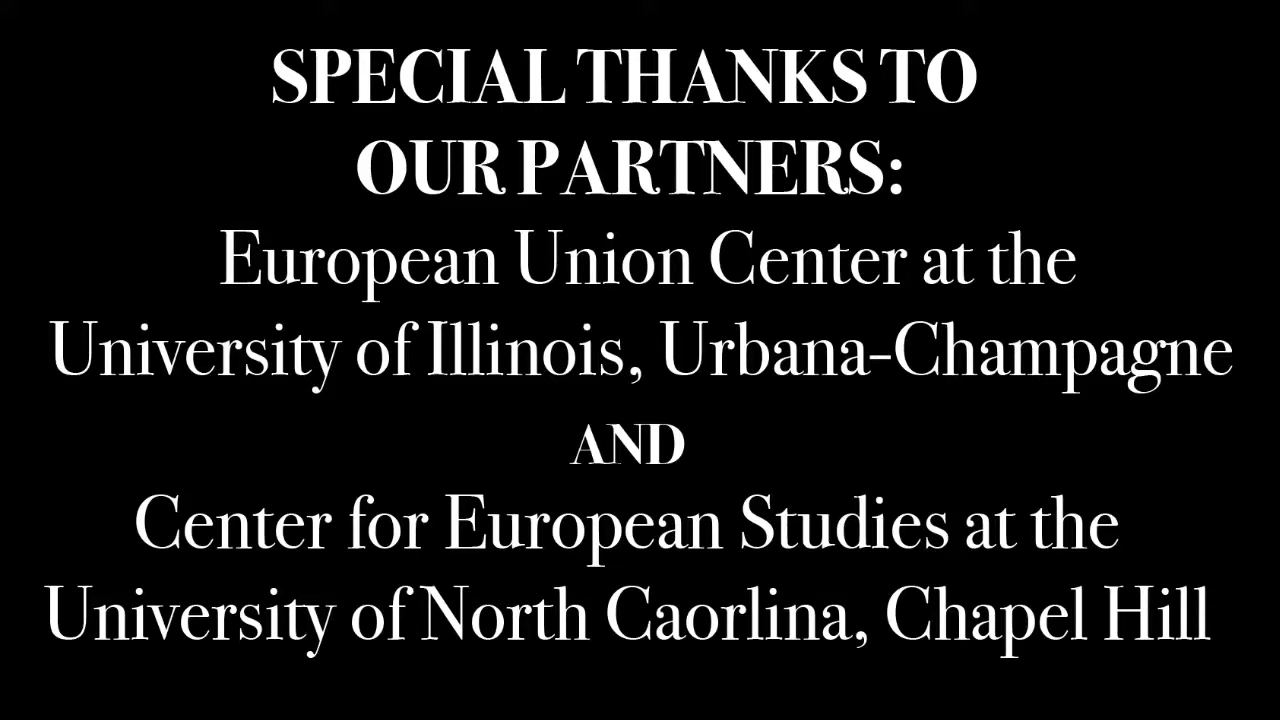 SPECIAL THANKS TO
OUR PARTNERS:
European Union Center at the
University of Illinois, Urbana-Champagne
AND
Center for European Studies at the
University of North Caorlina, Chapel Hill